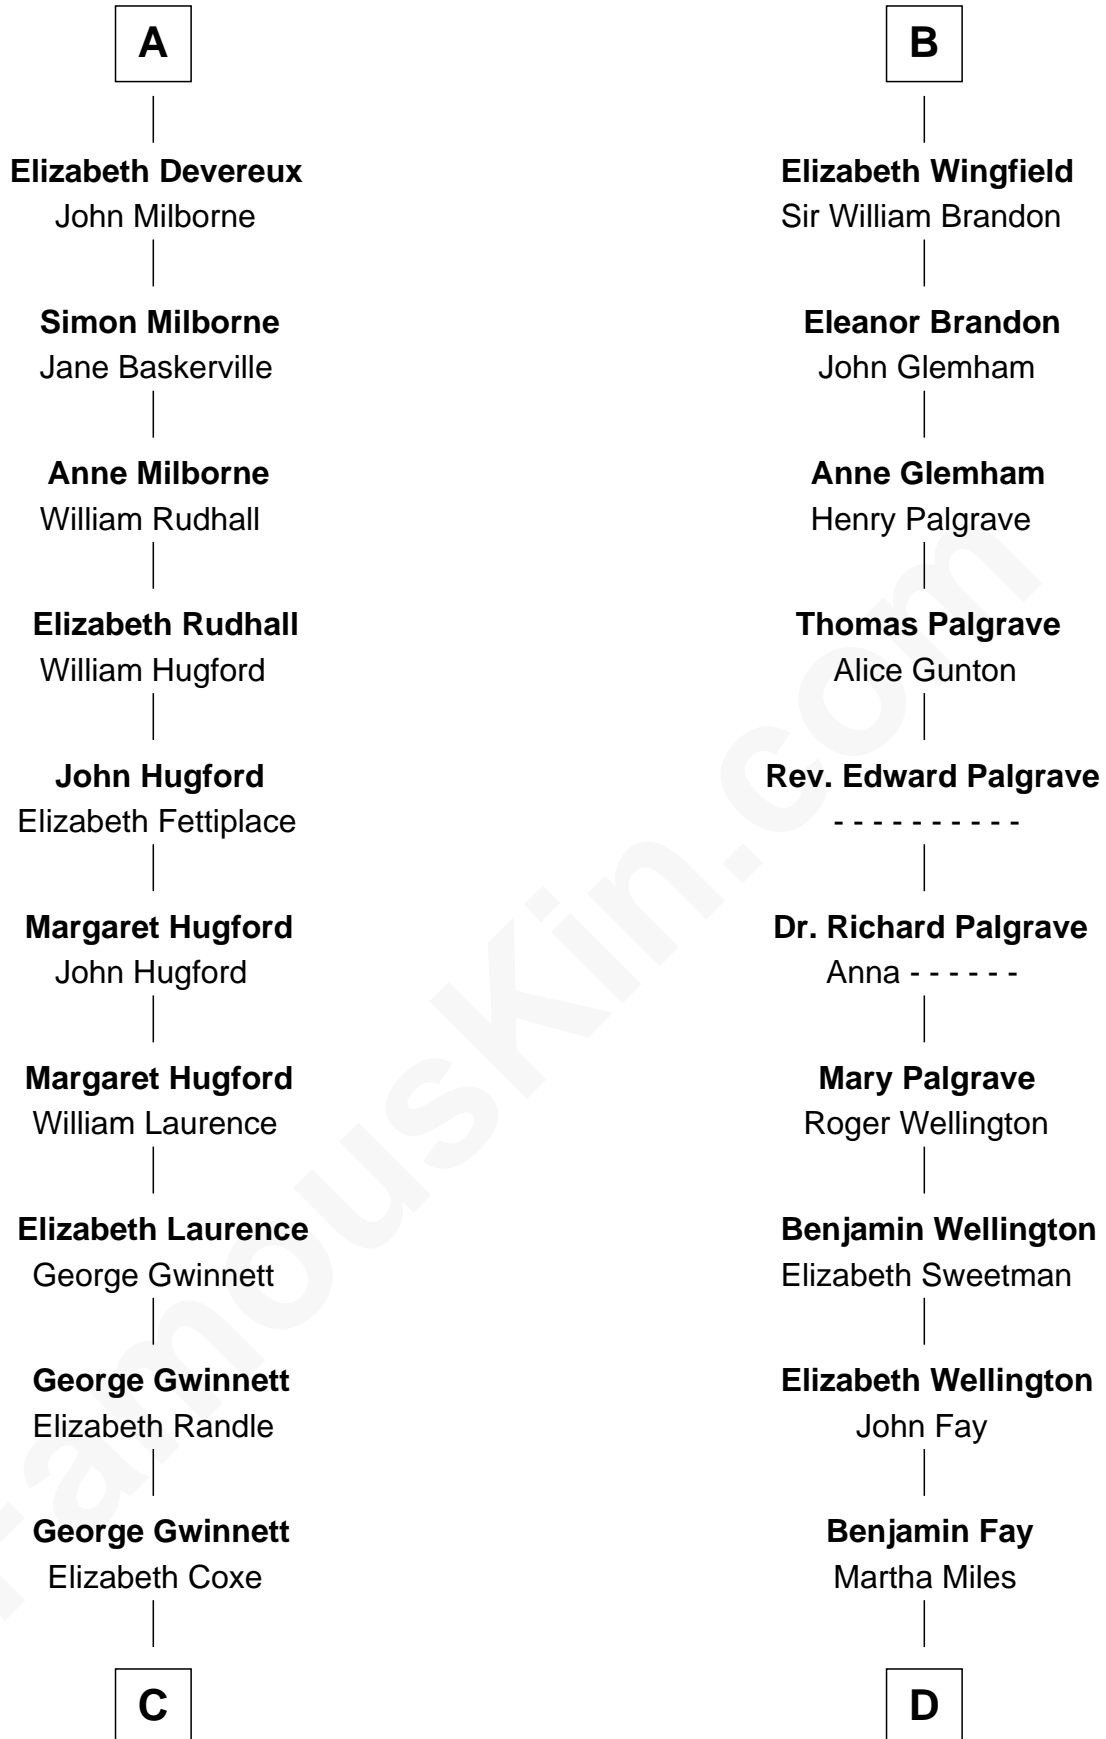 A
Elizabeth Devereux
John Milborne
Simon Milborne
Jane Baskerville
Anne Milborne
William Rudhall
Elizabeth Rudhall
William Hugford
John Hugford
Elizabeth Fettiplace
Margaret Hugford
John Hugford
Margaret Hugford
William Laurence
Elizabeth Laurence
George Gwinnett
George Gwinnett
Elizabeth Randle
George Gwinnett
Elizabeth Coxe
C
B
Elizabeth Wingfield
Sir William Brandon
Eleanor Brandon
John Glemham
Anne Glemham
Henry Palgrave
Thomas Palgrave
Alice Gunton
Rev. Edward Palgrave
- - - - - - - - - -
Dr. Richard Palgrave
Anna - - - - - -
Mary Palgrave
Roger Wellington
Benjamin Wellington
Elizabeth Sweetman
Elizabeth Wellington
John Fay
Benjamin Fay
Martha Miles
D
FamousKin.com